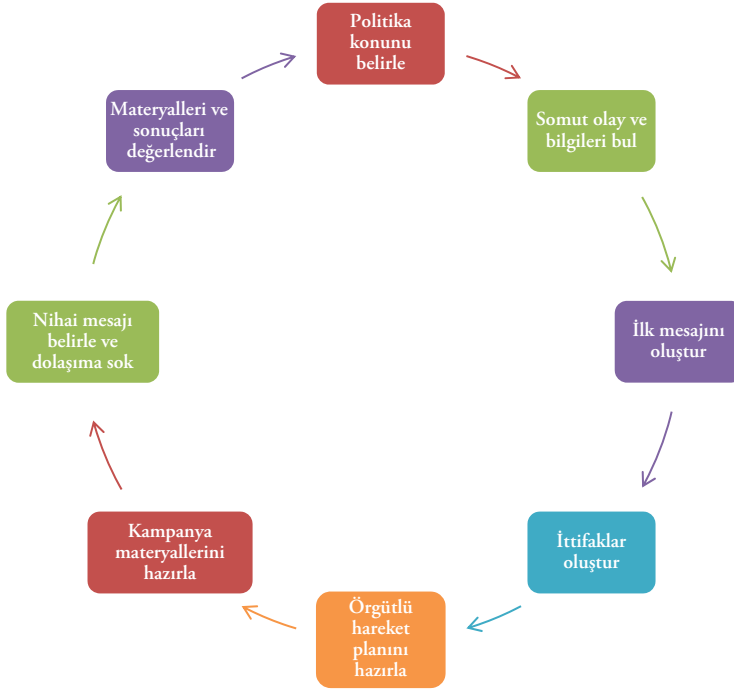 Politika
konunu
belirle
Somut olay ve
bilgileri bul
İlk mesajını
oluştur
İttifaklar
oluştur
Örgütlü
hareket
planını
hazırla
Kampanya
materyallerini
hazırla
Nihai mesajı
belirle ve
dolaşıma sok
Materyalleri ve
sonuçları
değerlendir